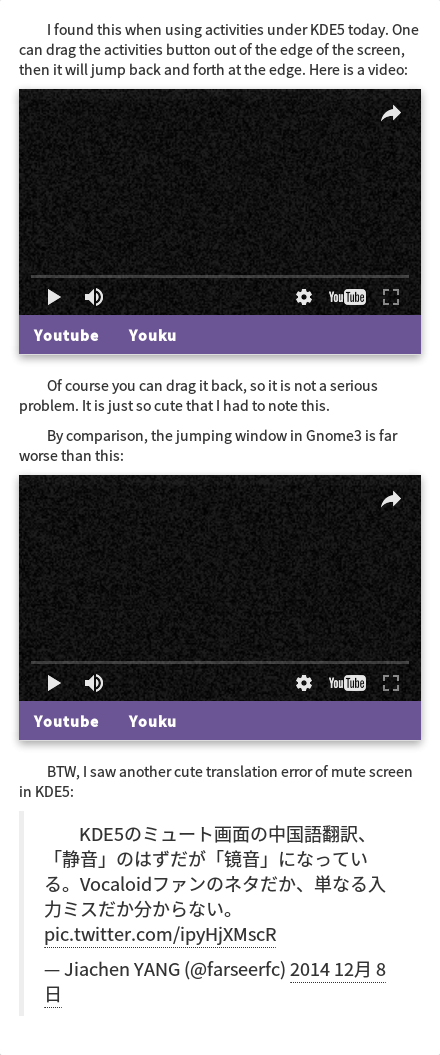 I found this when using activities under KDE5 today. One
can drag the activities button out of the edge of the screen,
then it will jump back and forth at the edge. Here is a video:
YouTube
Youtube Youku
Of course you can drag it back, so it is not a serious
problem. It is just so cute that I had to note this.
By comparison, the jumping window in Gnome3 is far
worse than this:
YouTube
Youtube Youku
BTW, I saw another cute translation error of mute screen
in KDE5:
KDE5のミュート画面の中国語翻訳、
「静音」のはずだが「镜音」になってい
る。Vocaloidファンのネタだか、単なる入
力ミスだか分からない。
pic.twitter.com/ipyHjXMscR
— Jiachen YANG (@farseerfc) 2014 12月 8
日